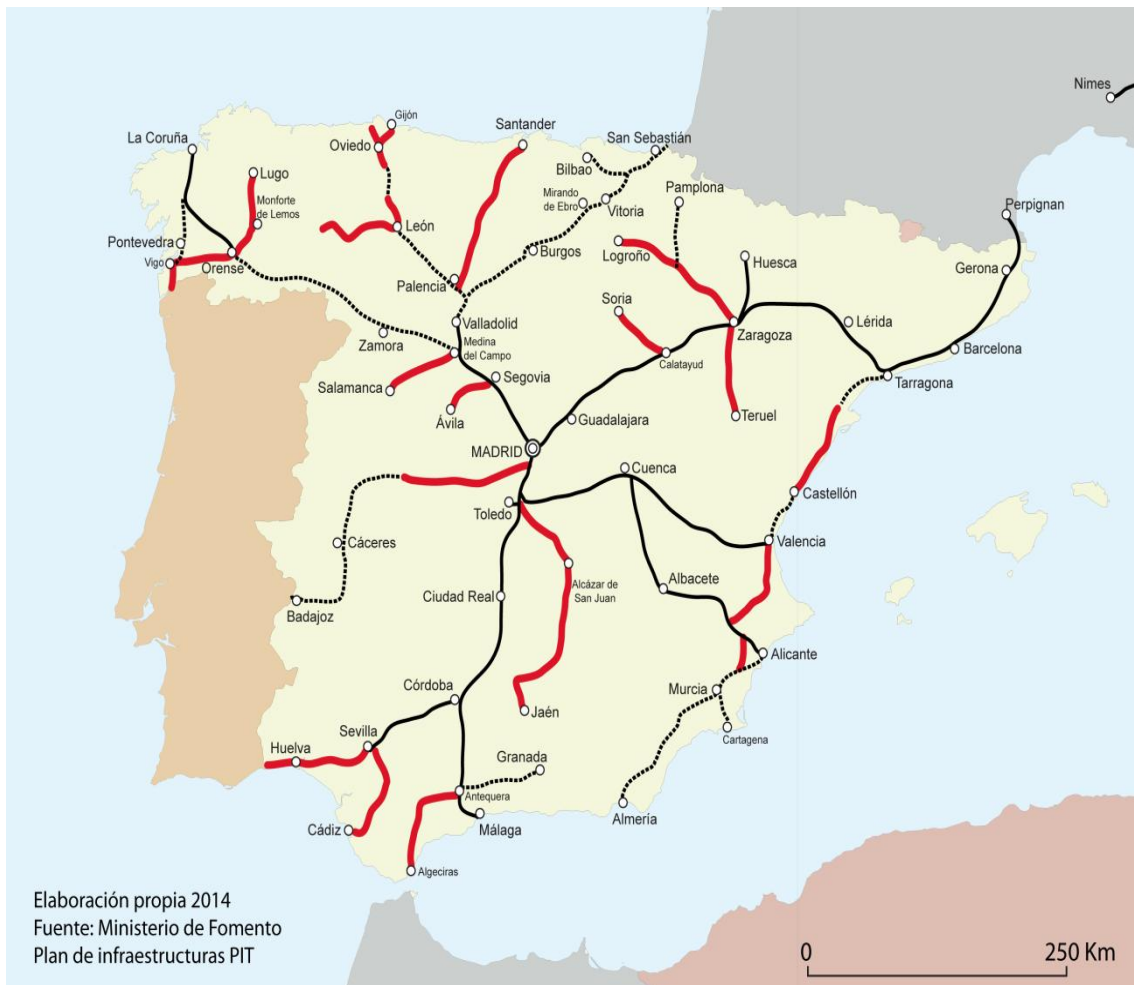 Nimes
Gijón
La Coruña
Santander
Oviedo
San Sebastián
Bilbao
Lugo
Pamplona
Mirando
de Ebro
Vitoria
Monforte
de Lemos
Perpignan
León
Pontevedra
Logroño
Burgos
Vigo
Orense
Huesca
Gerona
Palencia
Soria
Valladolid
Zaragoza
Lérida
Zamora
Medina
del Campo
Calatayud
Barcelona
Segovia
Tarragona
Salamanca
Ávila
Guadalajara
Teruel
MADRID
Cuenca
Castellón
Toledo
Cáceres
Valencia
Albacete
Alcázar de
San Juan
Ciudad Real
Badajoz
Alicante
Córdoba
Murcia
Jaén
Sevilla
Cartagena
Huelva
Granada
Antequera
Almería
Cádiz
Málaga
Algeciras
Elaboración propia 2014
Fuente: Ministerio de Fomento
Plan de infraestructuras PIT
0 250 Km